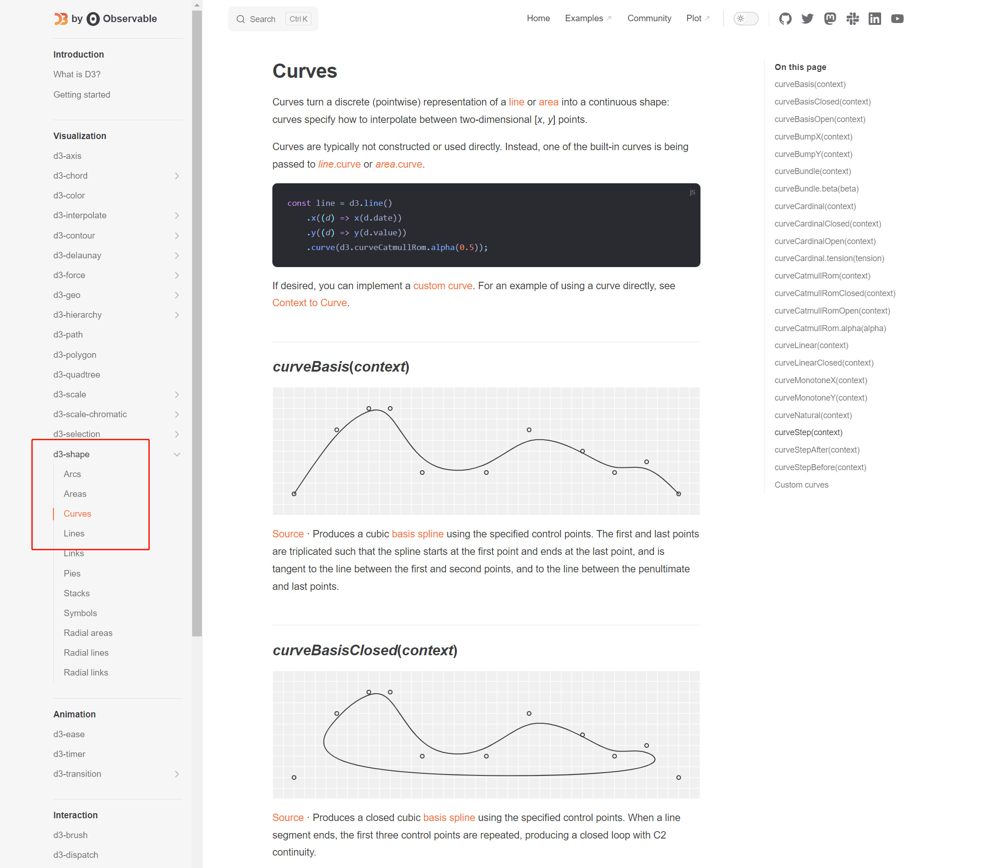 D3 by Observable
Introduction
What is D3?
Getting started
Visualization
d3-axis
d3-chord
d3-color
d3-interpolate
d3-contour
d3-delaunay
d3-force
d3-geo
d3-hierarchy
d3-path
d3-polygon
d3-quadtree
d3-scale
d3-scale-chromatic
d3-selection
d3-shape
Arcs
Areas
Curves
Lines
Links
Pies
Stacks
Symbols
Radial areas
Radial lines
Radial links
Animation
d3-ease
d3-timer
d3-transition
Interaction
d3-brush
d3-dispatch
Search Ctrl K
Home Examples Community Plot
Curves
Curves turn a discrete (pointwise) representation of a line or area into a continuous shape:
curves specify how to interpolate between two-dimensional [x, y] points.
Curves are typically not constructed or used directly. Instead, one of the built-in curves is being
passed to line.curve or area.curve.
js
const line = d3.line()
.x((d) => x(d.date))
.y((d) => y(d.value))
.curve(d3.curveCatmullRom.alpha(0.5));
If desired, you can implement a custom curve. For an example of using a curve directly, see
Context to Curve.
curveBasis(context)
Source · Produces a cubic basis spline using the specified control points. The first and last points
are triplicated such that the spline starts at the first point and ends at the last point, and is
tangent to the line between the first and second points, and to the line between the penultimate
and last points.
curveBasisClosed(context)
Source · Produces a closed cubic basis spline using the specified control points. When a line
segment ends, the first three control points are repeated, producing a closed loop with C2
continuity.
On this page
curveBasis(context)
curveBasisClosed(context)
curveBasisOpen(context)
curveBumpX(context)
curveBumpY(context)
curveBundle(context)
curveBundle.beta(beta)
curveCardinal(context)
curveCardinalClosed(context)
curveCardinalOpen(context)
curveCardinal.tension(tension)
curveCatmullRom(context)
curveCatmullRomClosed(context)
curveCatmullRomOpen(context)
curveCatmullRom.alpha(alpha)
curveLinear(context)
curveLinearClosed(context)
curveMonotoneX(context)
curveMonotoneY(context)
curveNatural(context)
curveStep(context)
curveStepAfter(context)
curveStepBefore(context)
Custom curves